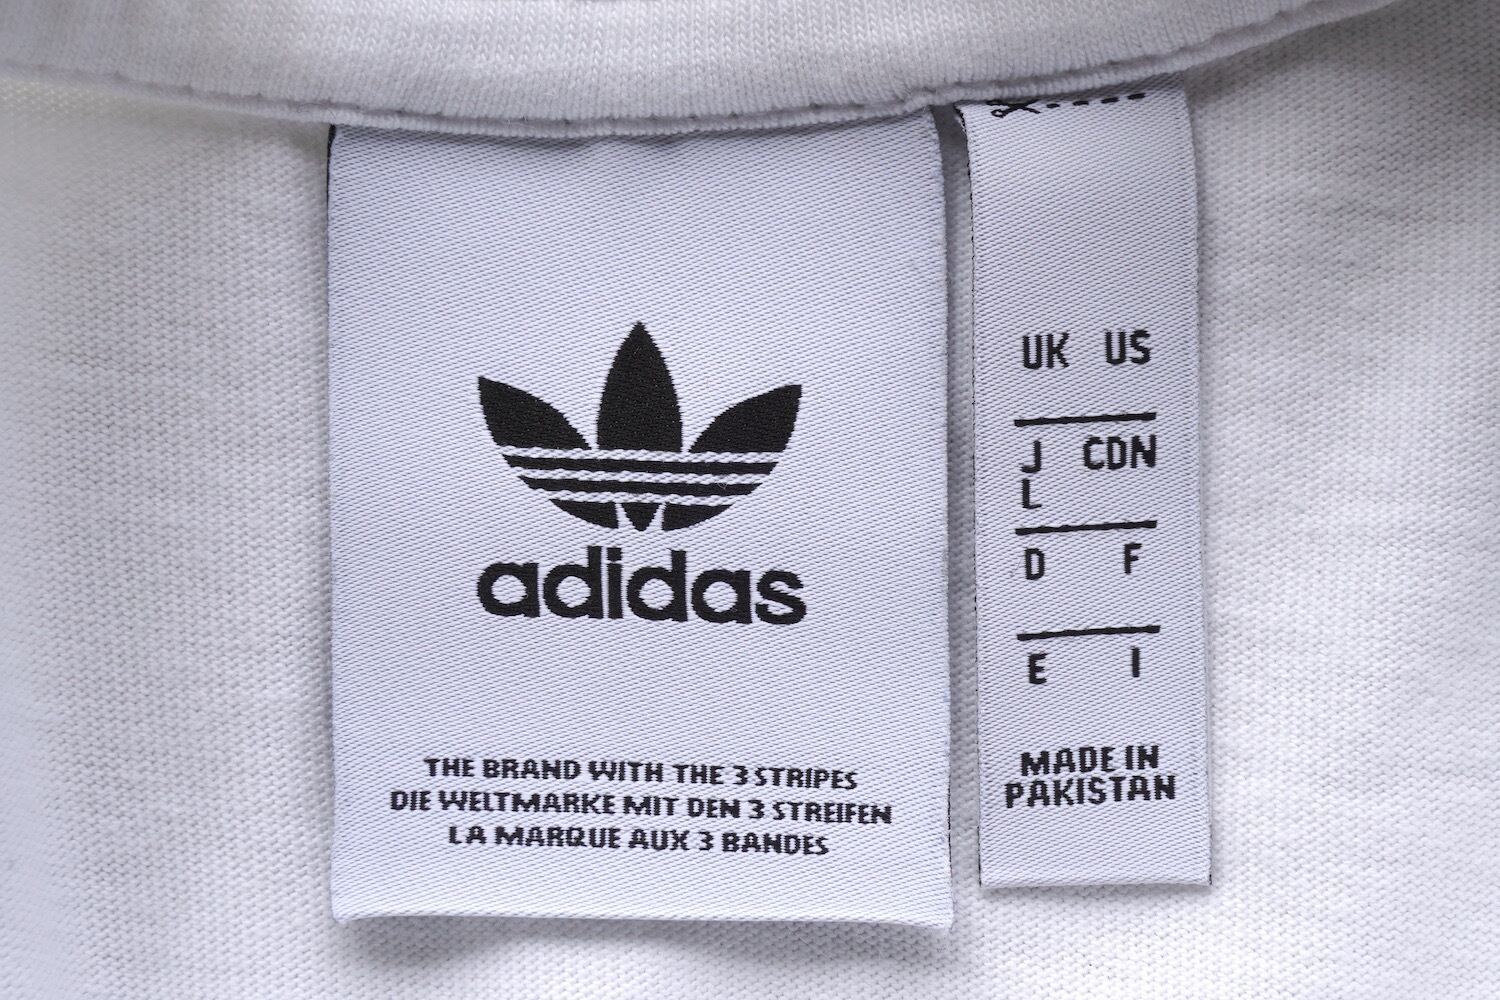 adidas
THE BRAND WITH THE 3 STRIPES
DIE WELTMARKE MIT DEN 3 STREIFEN
LA MARQUE AUX 3 BANDES
UK US
J CDN
L
D F
E I
MADE IN
PAKISTAN